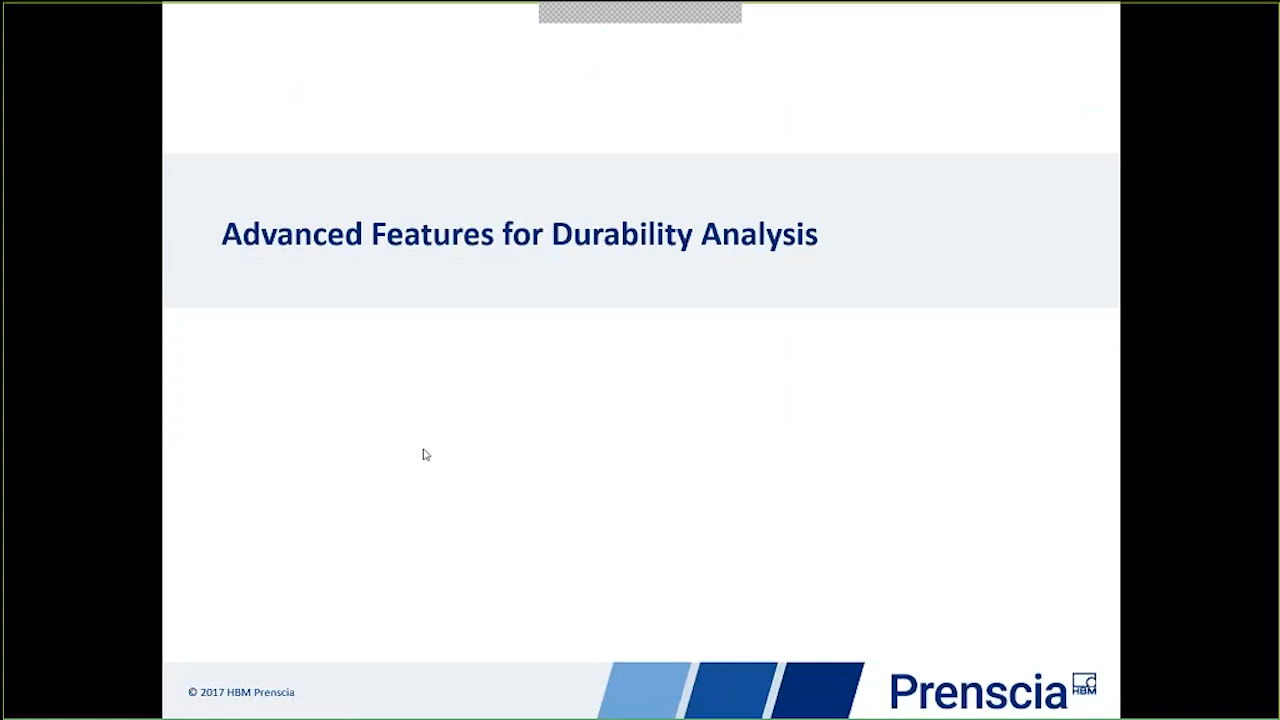 Advanced Features for Durability Analysis
© 2017 HBM Prenscia
Prenscia
HBM